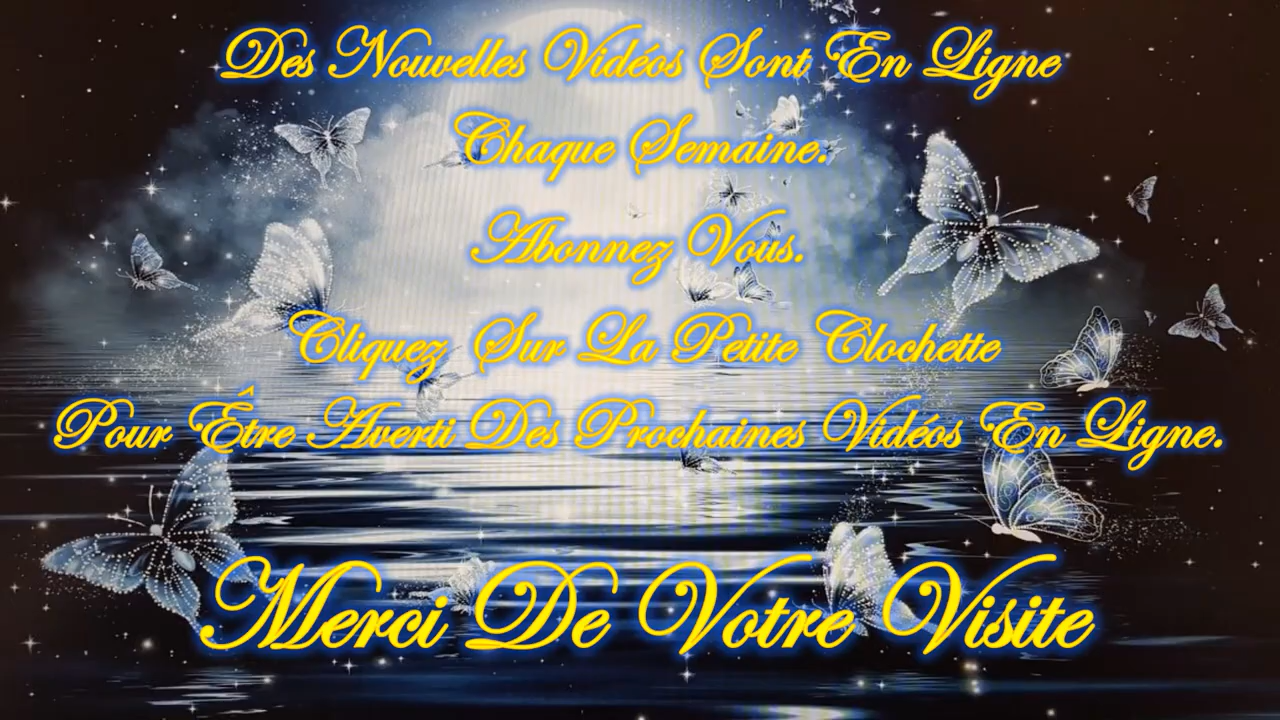 Des Nouvelles Vidéos Sont En Ligne
Chaque Semaine.
Abonnez Vous.
Cliquez Sur La Petite Clochette
Pour Être Averti Des Prochaines Vidéos En Ligne.
Merci De Votre Visite